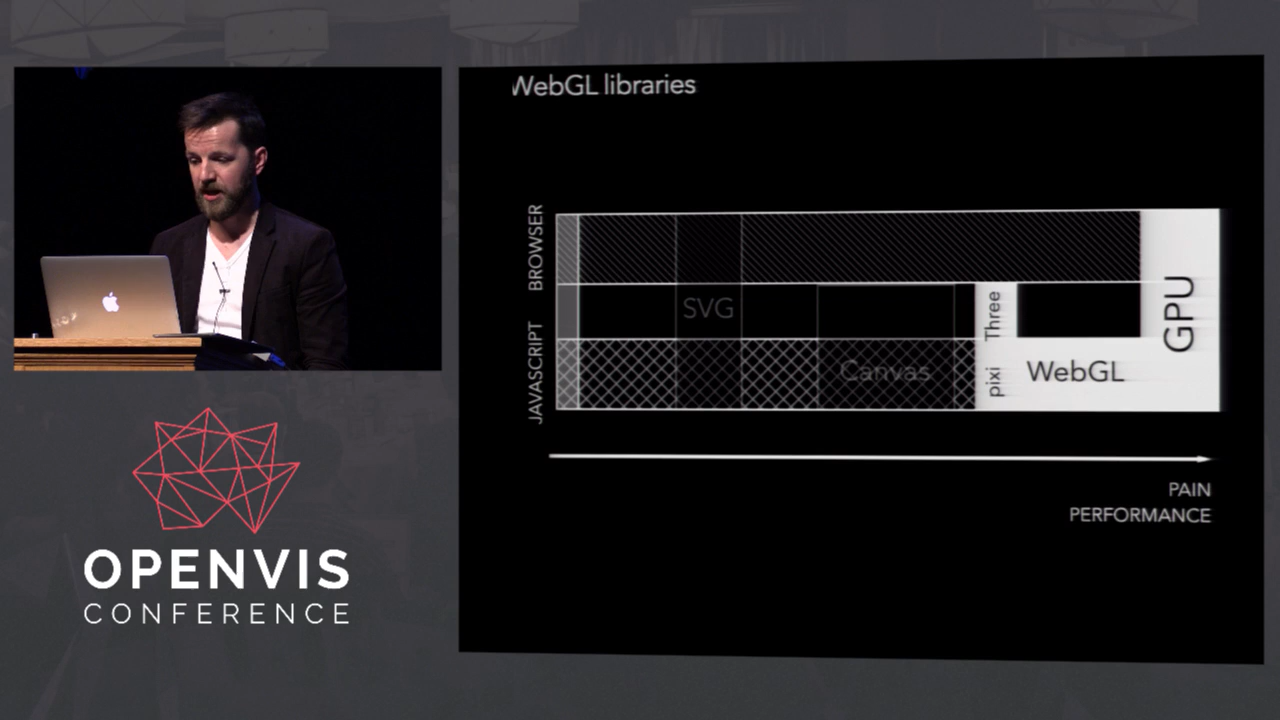 WebGL libraries
BROWSER
JAVASCRIPT
SVG
Canvas
Three
pixi
WebGL
GPU
PAIN
PERFORMANCE
OPENVIS
CONFERENCE